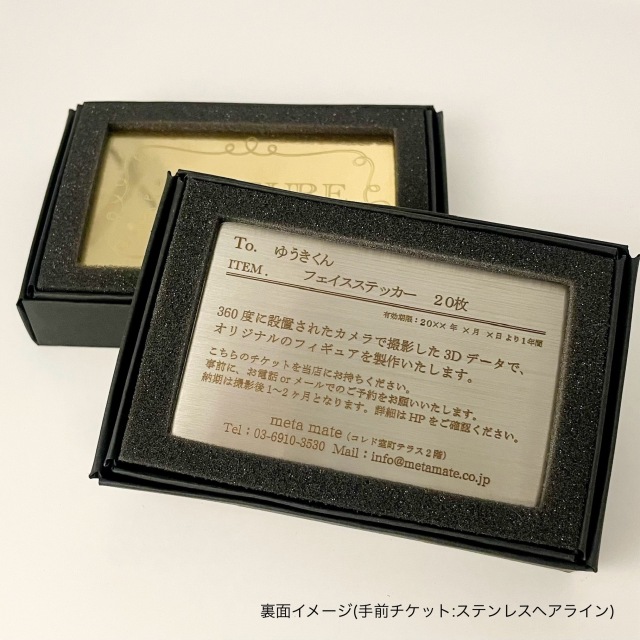 To. ゆうきくん
ITEM. フェイスステッカー 20枚
有効期限：20×× 年 ×月 ×日より1年間
360度に設置されたカメラで撮影した3Dデータで、
オリジナルのフィギュアを製作いたします。
こちらのチケットを当店にお持ちください。
事前に、お電話 or メールでのご予約をお願いいたします。
納期は撮影後1～2ヶ月となります。詳細はHPをご確認ください。
meta mate (コレド室町テラス2階)
Tel：03-6910-3530 Mail：info@metamate.co.jp
裏面イメージ(手前チケット:ステンレスヘアライン)